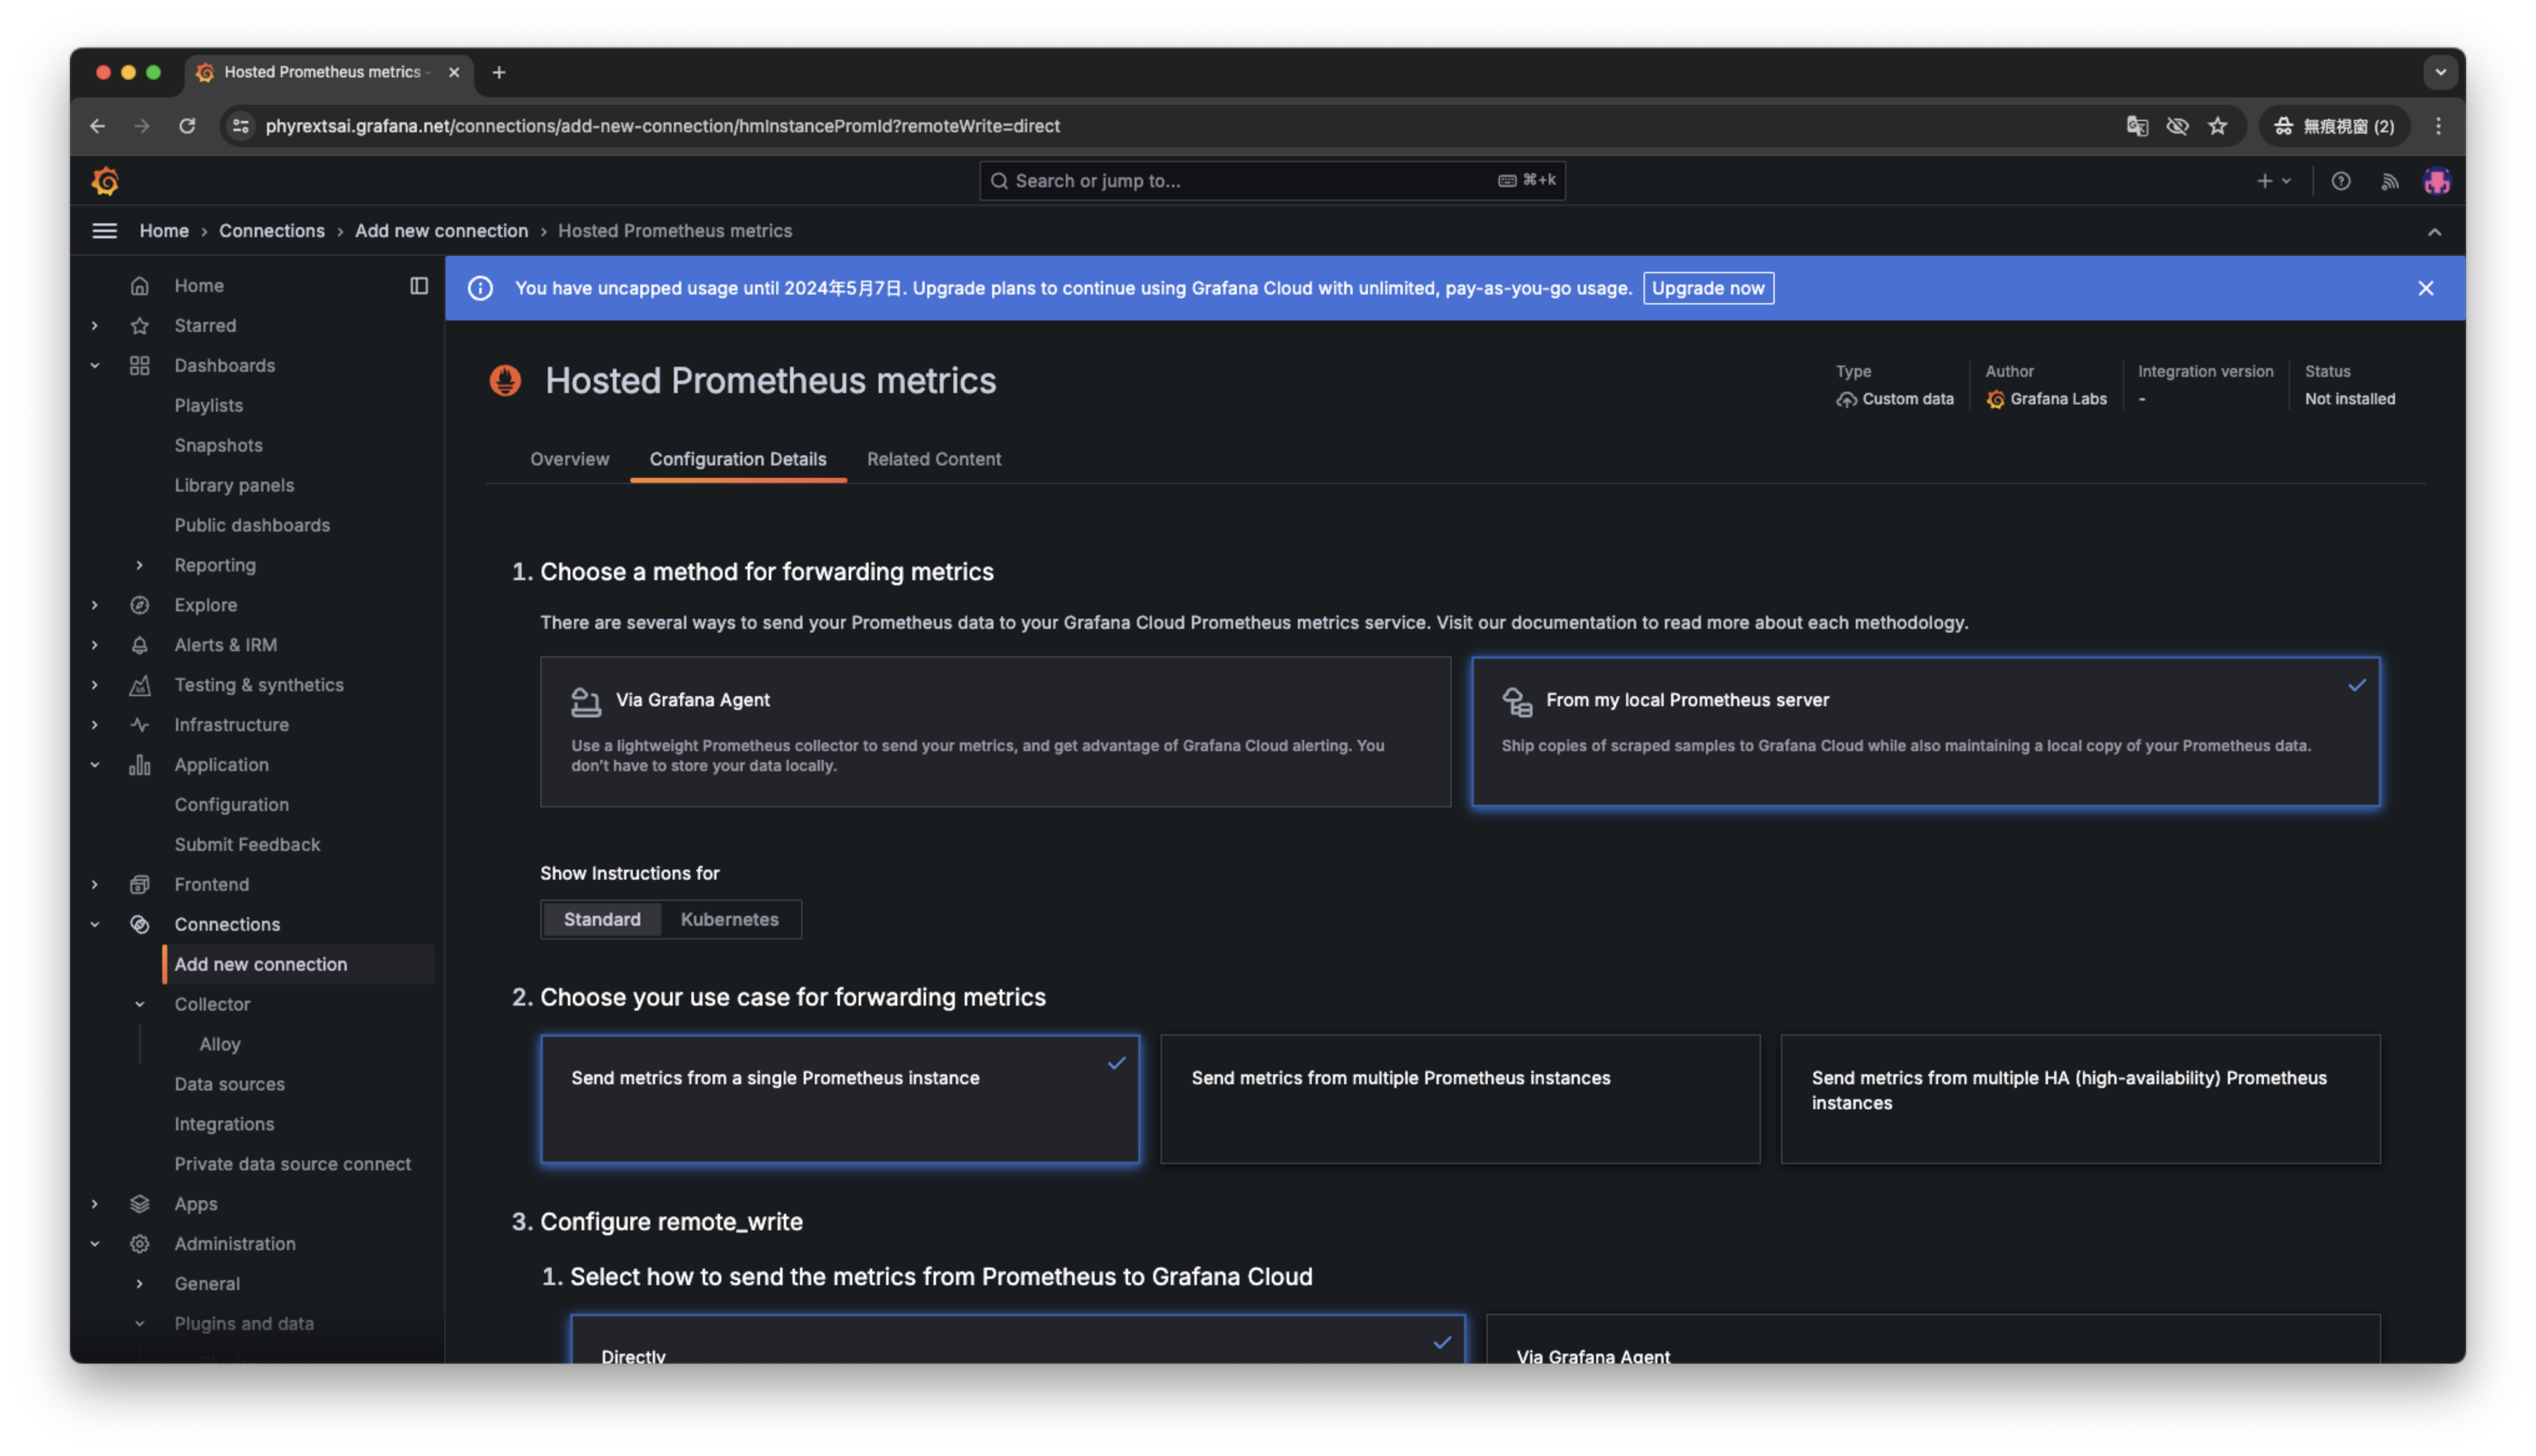 Hosted Prometheus metrics -
phyrextsai.grafana.net/connections/add-new-connection/hmInstancePromId?remoteWrite=direct
無痕視窗 (2)
Search or jump to...
⌘+k
Home › Connections › Add new connection › Hosted Prometheus metrics
Home
Starred
Dashboards
Playlists
Snapshots
Library panels
Public dashboards
Reporting
Explore
Alerts & IRM
Testing & synthetics
Infrastructure
Application
Configuration
Submit Feedback
Frontend
Connections
Add new connection
Collector
Alloy
Data sources
Integrations
Private data source connect
Apps
Administration
General
Plugins and data
You have uncapped usage until 2024年5月7日. Upgrade plans to continue using Grafana Cloud with unlimited, pay-as-you-go usage. Upgrade now
Hosted Prometheus metrics
Type
Custom data
Author
Grafana Labs
Integration version
-
Status
Not installed
Overview
Configuration Details
Related Content
1. Choose a method for forwarding metrics
There are several ways to send your Prometheus data to your Grafana Cloud Prometheus metrics service. Visit our documentation to read more about each methodology.
Via Grafana Agent
Use a lightweight Prometheus collector to send your metrics, and get advantage of Grafana Cloud alerting. You
don't have to store your data locally.
From my local Prometheus server
Ship copies of scraped samples to Grafana Cloud while also maintaining a local copy of your Prometheus data.
Show Instructions for
Standard
Kubernetes
2. Choose your use case for forwarding metrics
Send metrics from a single Prometheus instance
Send metrics from multiple Prometheus instances
Send metrics from multiple HA (high-availability) Prometheus
instances
3. Configure remote_write
1. Select how to send the metrics from Prometheus to Grafana Cloud
Directly
Via Grafana Agent